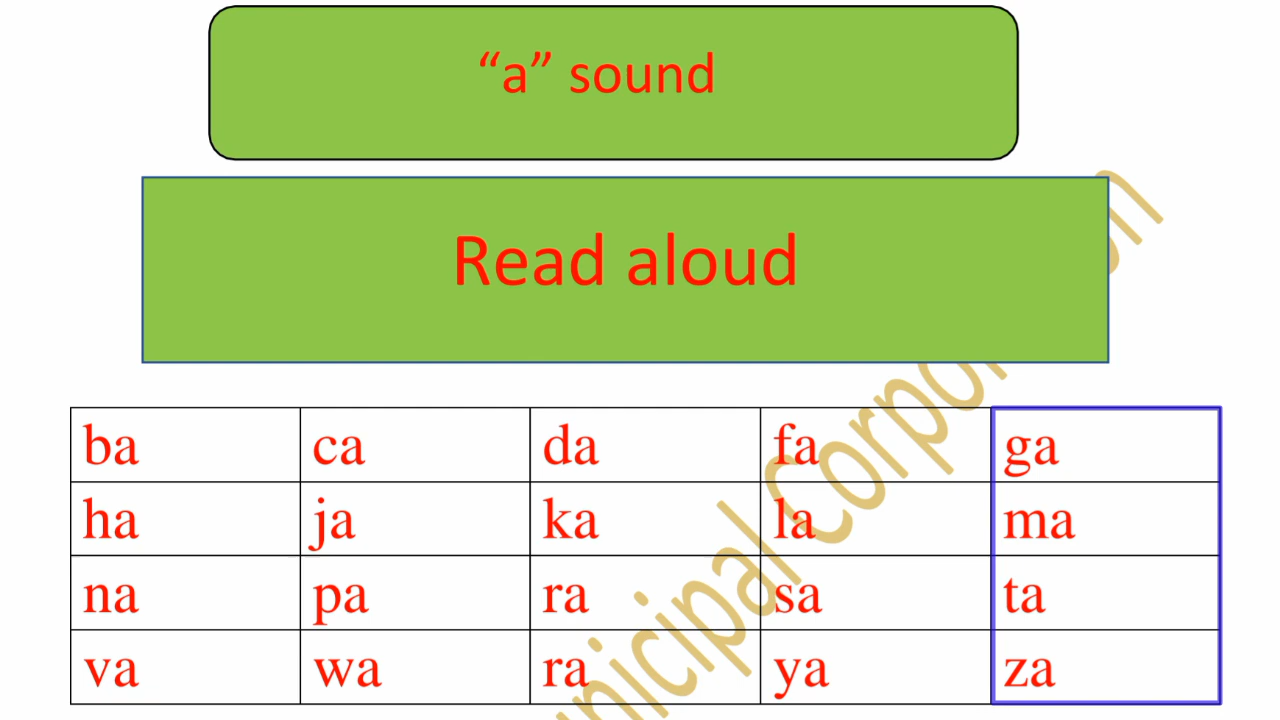 “a” sound
Read aloud
ba ca da fa ga
ha ja ka la ma
na pa ra sa ta
va wa ra ya za